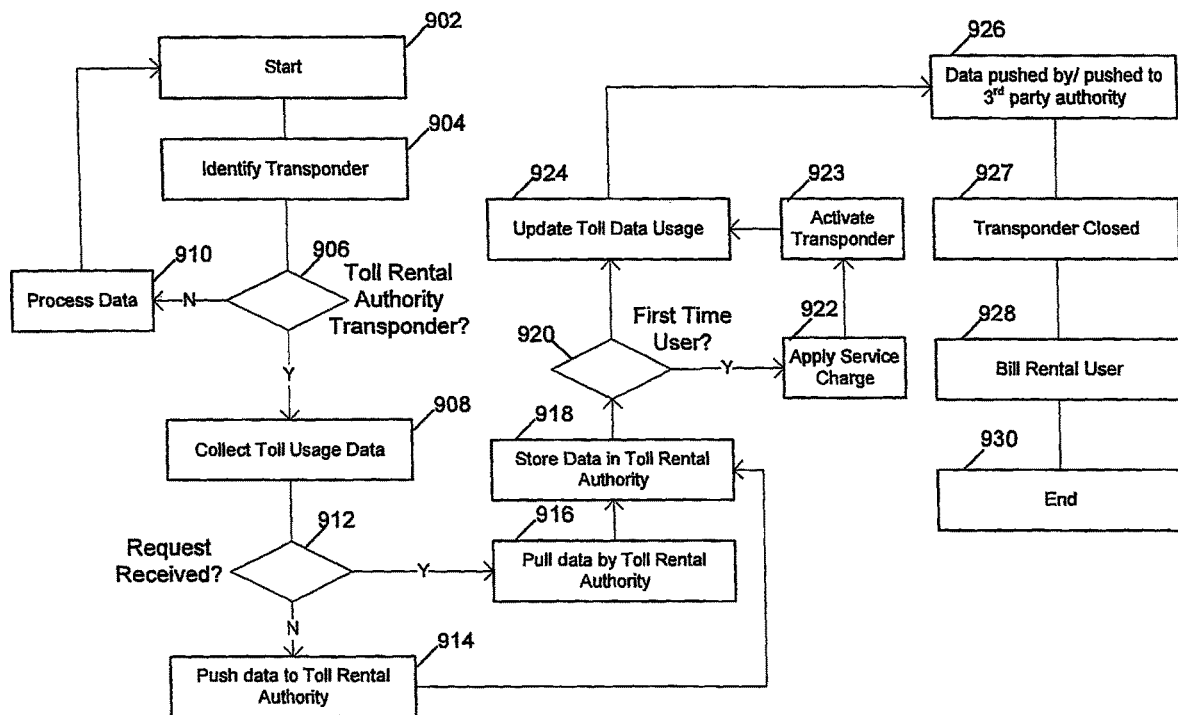 902
Start
904
Identify Transponder
906
Toll Rental
Authority
Transponder?
910
Process Data
N
Y
908
Collect Toll Usage Data
912
Request
Received?
Y
N
914
Push data to Toll Rental
Authority
916
Pull data by Toll Rental
Authority
918
Store Data in Toll Rental
Authority
920
First Time
User?
Y
922
Apply Service
Charge
923
Activate
Transponder
924
Update Toll Data Usage
926
Data pushed by/ pushed to
3rd party authority
927
Transponder Closed
928
Bill Rental User
930
End